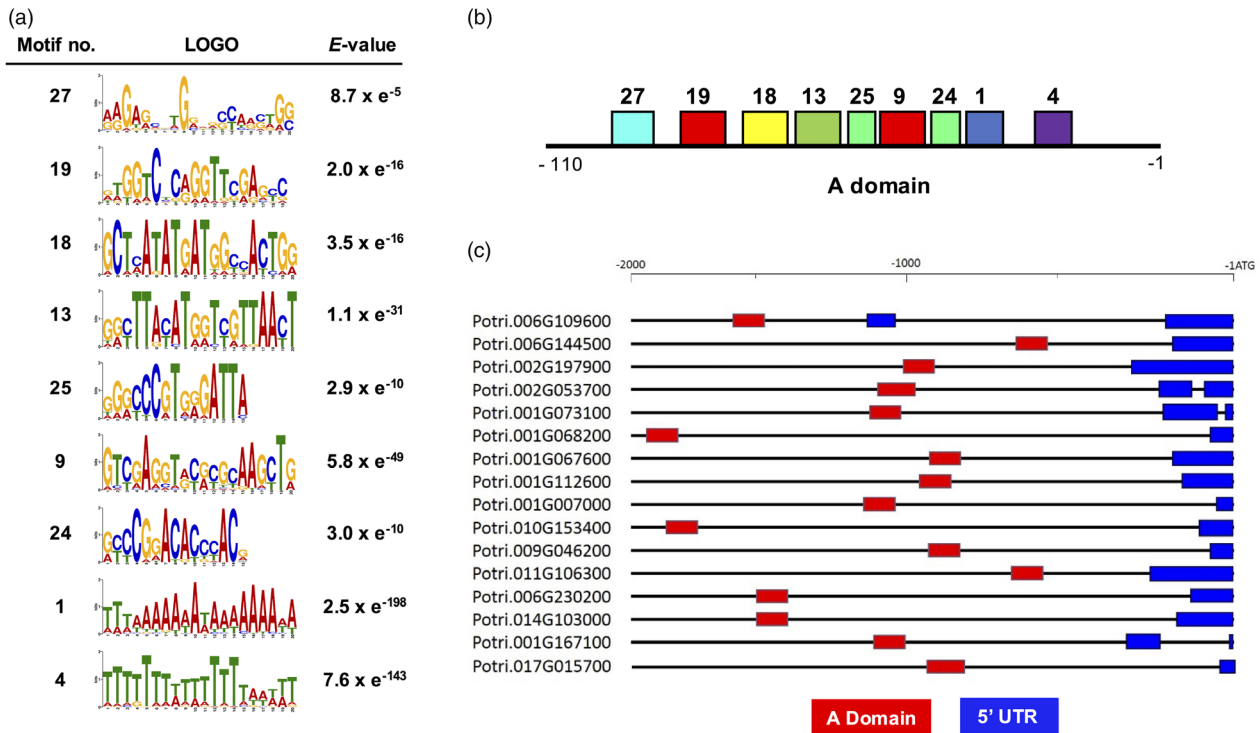 (a)
Motif no. LOGO E-value
27 8.7 x e-5
19 2.0 x e-16
18 3.5 x e-16
13 1.1 x e-31
25 2.9 x e-10
9 5.8 x e-49
24 3.0 x e-10
1 2.5 x e-198
4 7.6 x e-143
(b)
27 19 18 13 25 9 24 1 4
- 110 -1
A domain
(c)
-2000 -1000 -1ATG
Potri.006G109600
Potri.006G144500
Potri.002G197900
Potri.002G053700
Potri.001G073100
Potri.001G068200
Potri.001G067600
Potri.001G112600
Potri.001G007000
Potri.010G153400
Potri.009G046200
Potri.011G106300
Potri.006G230200
Potri.014G103000
Potri.001G167100
Potri.017G015700
A Domain 5' UTR